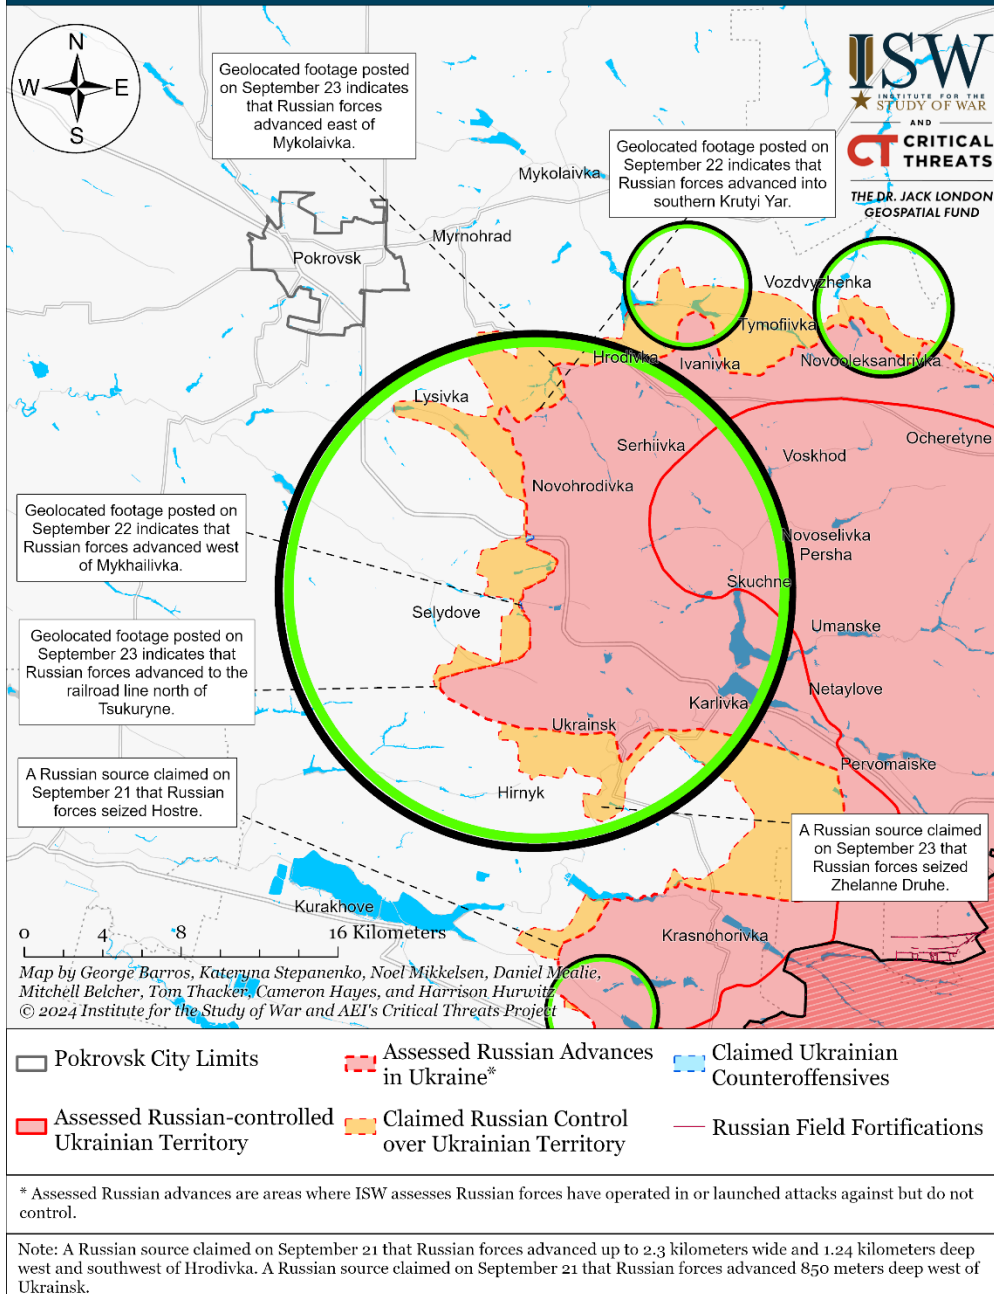 N
W
E
S
Geolocated footage posted
on September 23 indicates
that Russian forces
advanced east of
Mykolaivka.
ISW
INSTITUTE FOR THE
STUDY OF WAR
AND
CT CRITICAL
THREATS
THE DR. JACK LONDON
GEOSPATIAL FUND
Geolocated footage posted on
September 22 indicates that
Russian forces advanced into
southern Krutyi Yar.
Mykolaivka
Myrnohrad
Pokrovsk
Vozdvyzhenka
Tymofiivka
Hrodivka
Ivanivka
Novooleksandrivka
Lysivka
Ocheretyne
Serhiivka
Voskhod
Novohrodivka
Geolocated footage posted on
September 22 indicates that
Russian forces advanced west
of Mykhailivka.
Novoselivka
Persha
Skuchne
Selydove
Umanske
Geolocated footage posted on
September 23 indicates that
Russian forces advanced to the
railroad line north of
Tsukuryne.
Netaylove
Karlivka
Ukrainsk
Pervomaiske
A Russian source claimed on
September 21 that Russian
forces seized Hostre.
Hirnyk
A Russian source claimed
on September 23 that
Russian forces seized
Zhelanne Druhe.
Kurakhove
Krasnohorivka
0 4 8 16 Kilometers
Map by George Barros, Kateryna Stepanenko, Noel Mikkelsen, Daniel Mealie,
Mitchell Belcher, Tom Thacker, Cameron Hayes, and Harrison Hurwitz
© 2024 Institute for the Study of War and AEI's Critical Threats Project
Pokrovsk City Limits
Assessed Russian Advances
in Ukraine*
Claimed Ukrainian
Counteroffensives
Assessed Russian-controlled
Ukrainian Territory
Claimed Russian Control
over Ukrainian Territory
Russian Field Fortifications
* Assessed Russian advances are areas where ISW assesses Russian forces have operated in or launched attacks against but do not
control.
Note: A Russian source claimed on September 21 that Russian forces advanced up to 2.3 kilometers wide and 1.24 kilometers deep
west and southwest of Hrodivka. A Russian source claimed on September 21 that Russian forces advanced 850 meters deep west of
Ukrainsk.